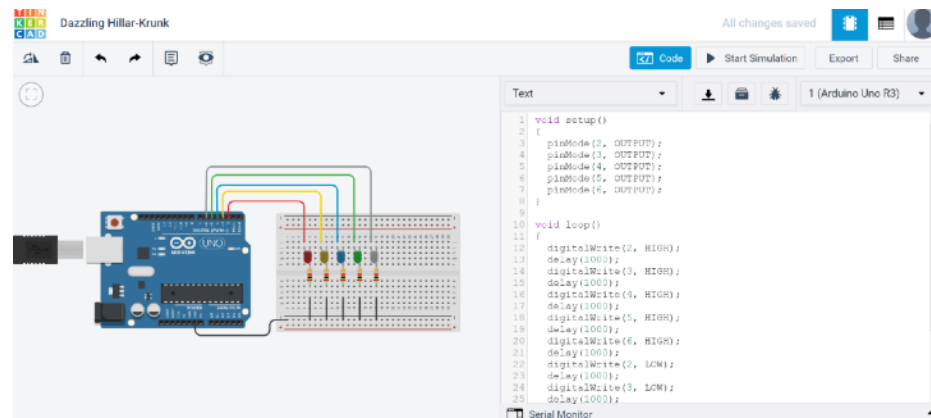 TIN
KER
CAD
Dazzling Hillar-Krunk
All changes saved
Code
Start Simulation
Export
Share
Text
1 (Arduino Uno R3)
1 void setup()
2 {
3 pinMode(2, OUTPUT);
4 pinMode(3, OUTPUT);
5 pinMode(4, OUTPUT);
6 pinMode(5, OUTPUT);
7 pinMode(6, OUTPUT);
8 }
9
10 void loop()
11 {
12 digitalWrite(2, HIGH);
13 delay(1000);
14 digitalWrite(3, HIGH);
15 delay(1000);
16 digitalWrite(4, HIGH);
17 delay(1000);
18 digitalWrite(5, HIGH);
19 delay(1000);
20 digitalWrite(6, HIGH);
21 delay(1000);
22 digitalWrite(2, LOW);
23 delay(1000);
24 digitalWrite(3, LOW);
25 delay(1000);
Serial Monitor
UNO
ARDUINO